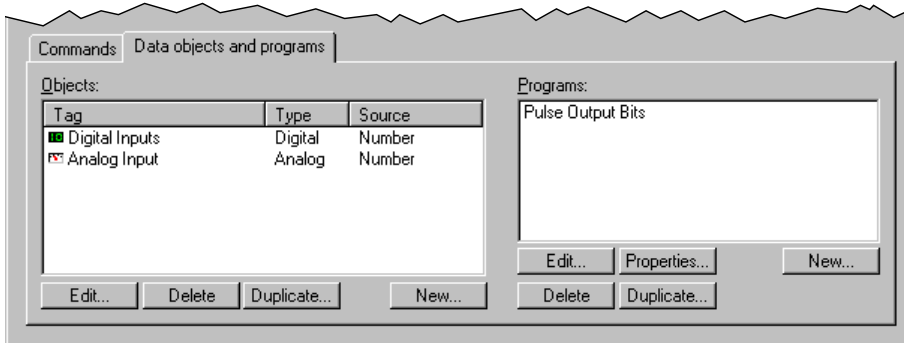 Commands
Data objects and programs
Objects:
Tag Type Source
Digital Inputs Digital Number
Analog Input Analog Number
Edit... Delete Duplicate... New...
Programs:
Pulse Output Bits
Edit... Properties... New...
Delete Duplicate...